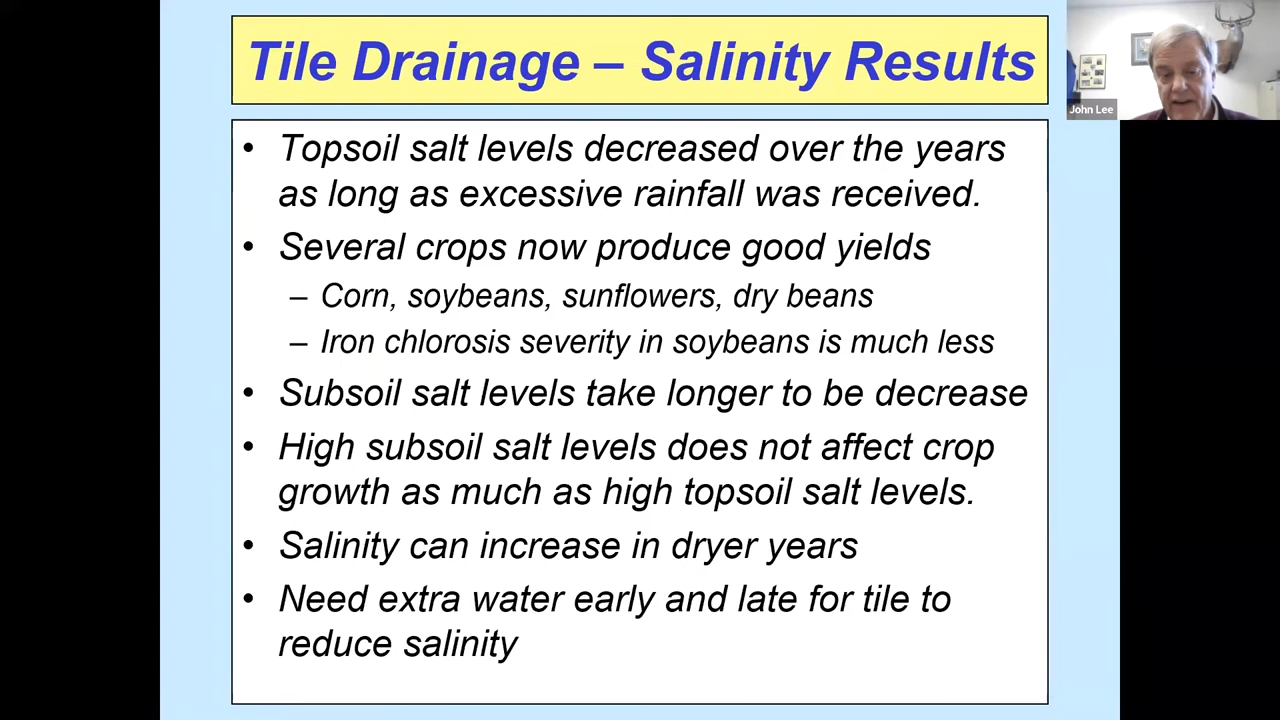 Tile Drainage – Salinity Results
John Lee
• Topsoil salt levels decreased over the years
as long as excessive rainfall was received.
• Several crops now produce good yields
– Corn, soybeans, sunflowers, dry beans
– Iron chlorosis severity in soybeans is much less
• Subsoil salt levels take longer to be decrease
• High subsoil salt levels does not affect crop
growth as much as high topsoil salt levels.
• Salinity can increase in dryer years
• Need extra water early and late for tile to
reduce salinity